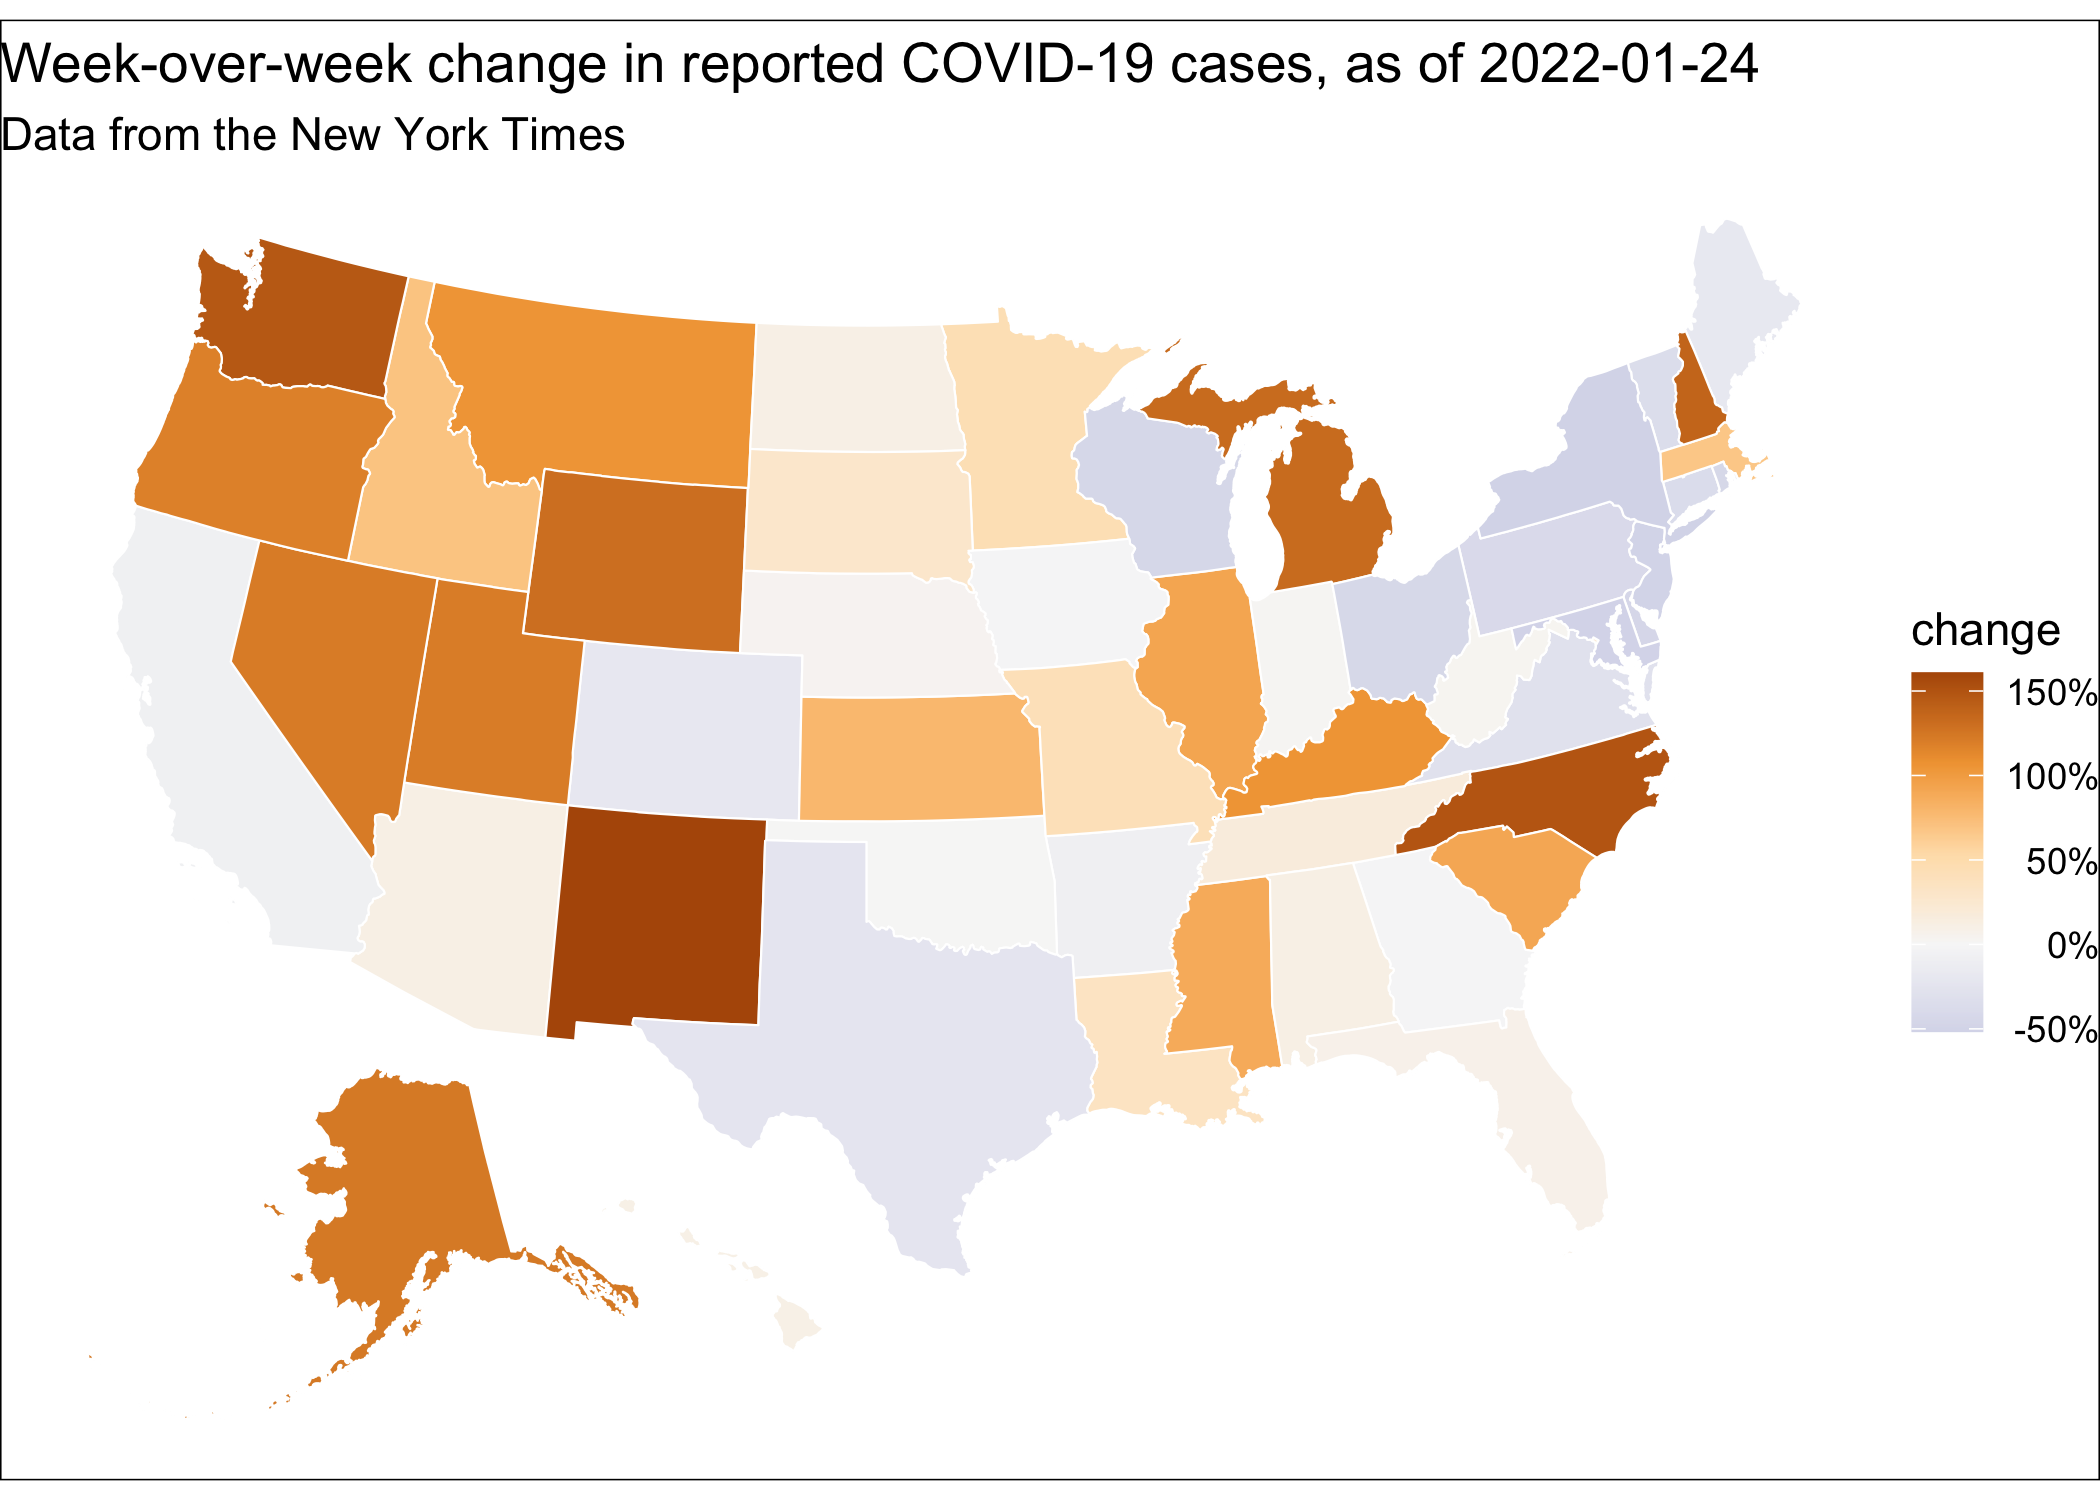 Week-over-week change in reported COVID-19 cases, as of 2022-01-24
Data from the New York Times
change
150%
100%
50%
0%
-50%